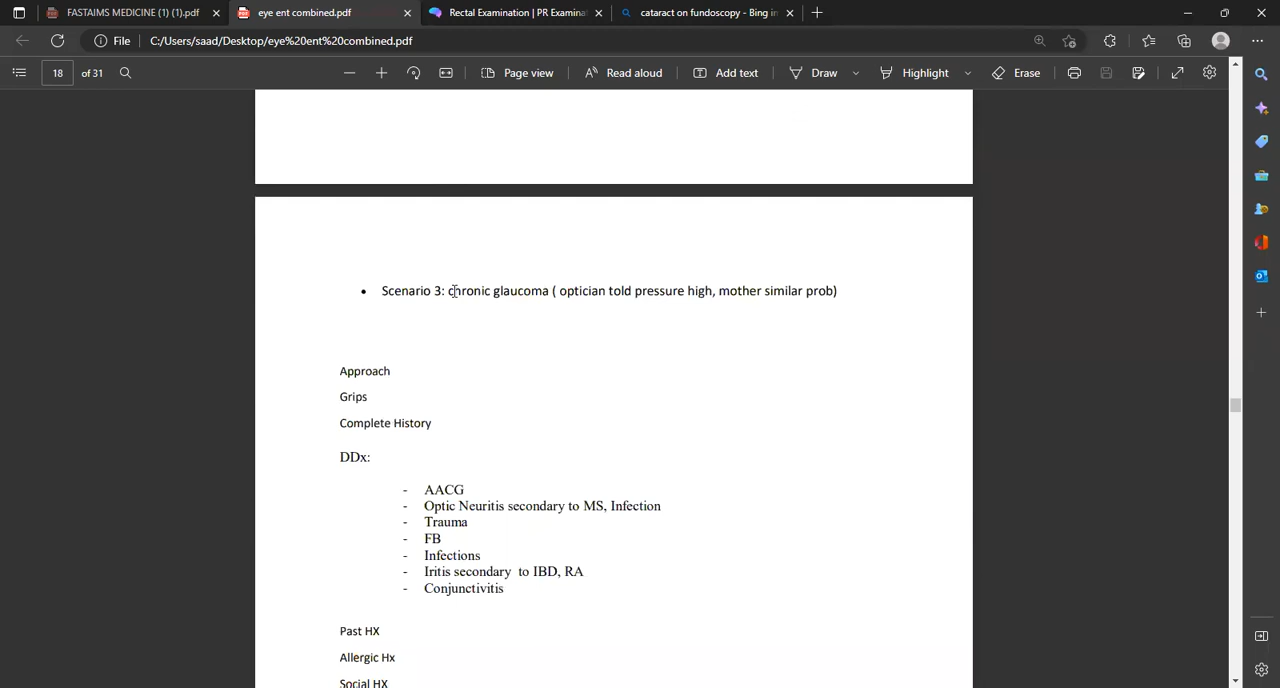 FASTAIMS MEDICINE (1) (1).pdf
eye ent combined.pdf
Rectal Examination | PR Examina
cataract on fundoscopy - Bing in
File
C:/Users/saad/Desktop/eye%20ent%20combined.pdf
18 of 31
Page view
Read aloud
Add text
Draw
Highlight
Erase
• Scenario 3: chronic glaucoma ( optician told pressure high, mother similar prob)
Approach
Grips
Complete History
DDx:
- AACG
- Optic Neuritis secondary to MS, Infection
- Trauma
- FB
- Infections
- Iritis secondary to IBD, RA
- Conjunctivitis
Past HX
Allergic Hx
Social HX